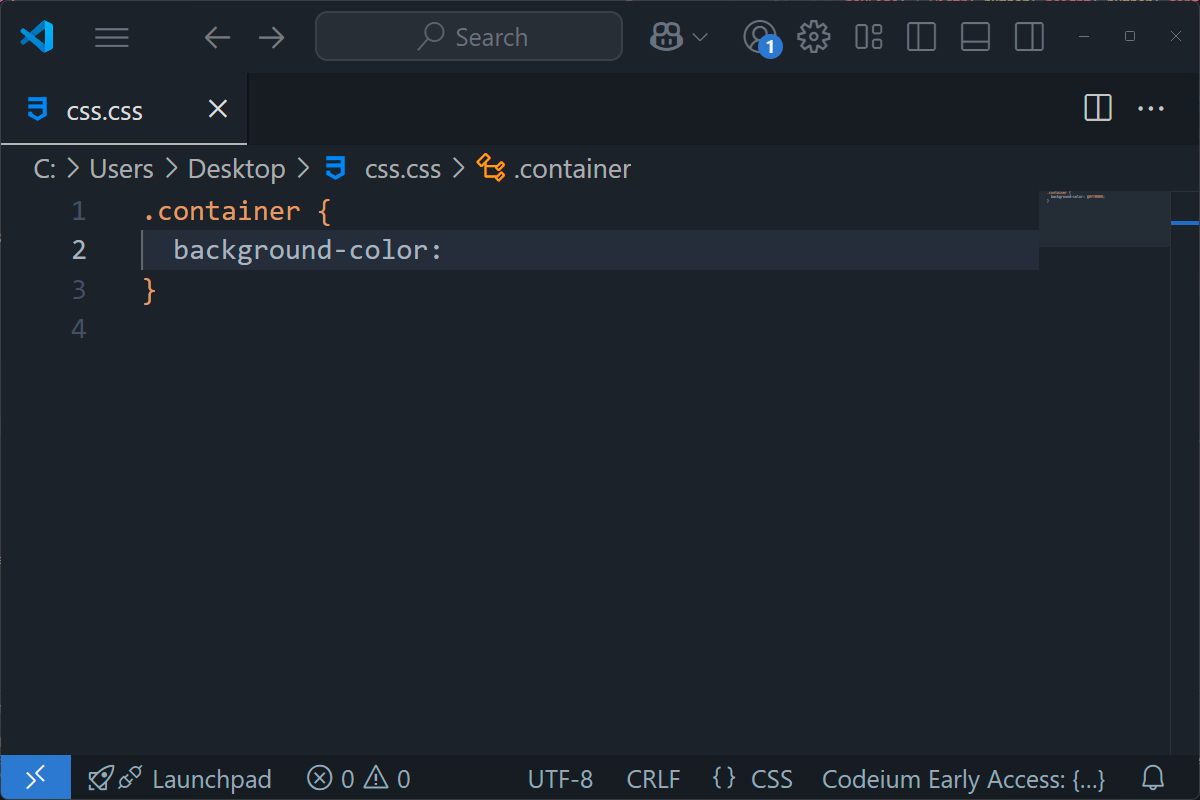 Search
1
css.css
C: > Users > Desktop > css.css > .container
1 .container {
2 background-color:
3 }
4
Launchpad 0 0 UTF-8 CRLF {} CSS Codeium Early Access: {...}